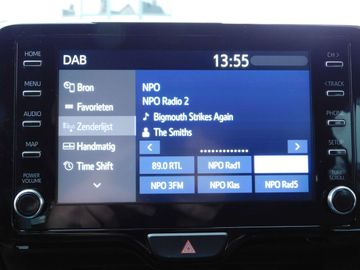 DAB
13:55
HOME
MENU
AUDIO
MAP
POWER
VOLUME
Bron
Favorieten
Zenderlijst
Handmatig
Time Shift
NPO
NPO Radio 2
Bigmouth Strikes Again
The Smiths
89.0 RTL
NPO Rad1
NPO 3FM
NPO Klas
NPO Rad5
CH >
< TRACK
PHONE
SETUP
TUNE
SCROLL